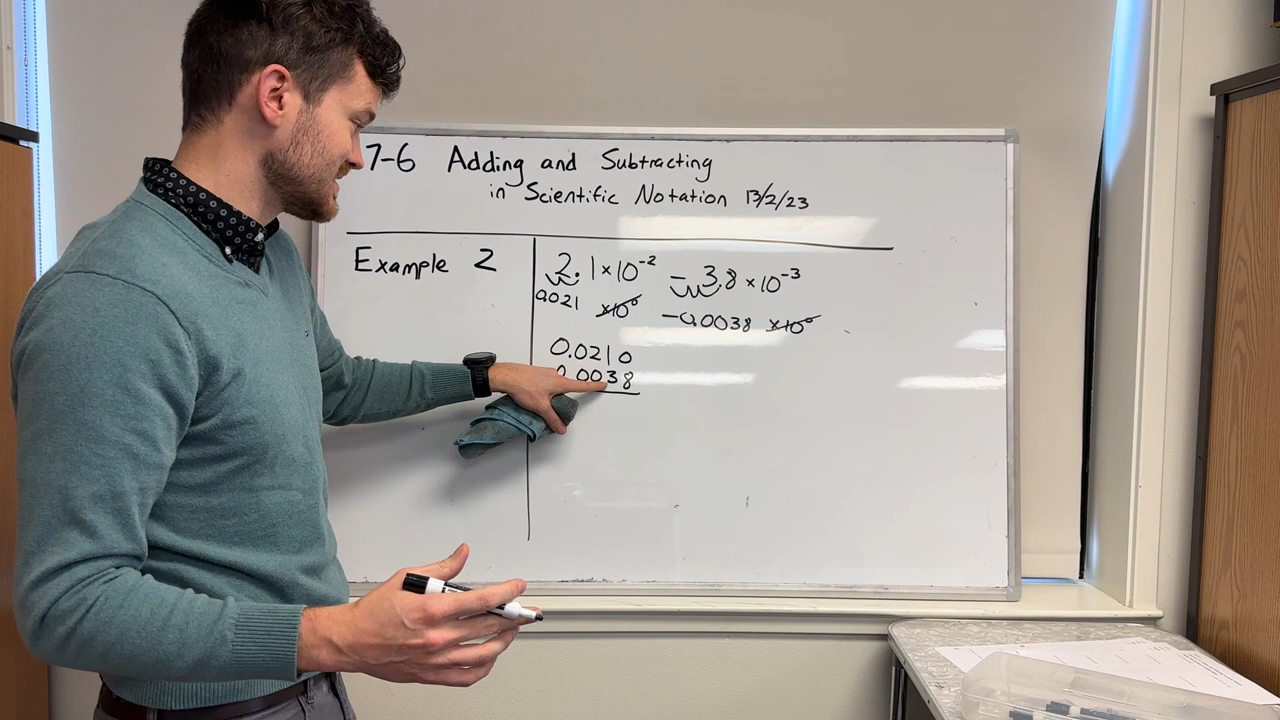 7-6 Adding and Subtracting
in Scientific Notation 13/2/23
Example 2
2.1×10⁻² - 3.8 ×10⁻³
0.021 ×10⁰ -0.0038 ×10⁰
0.0210
0.0038